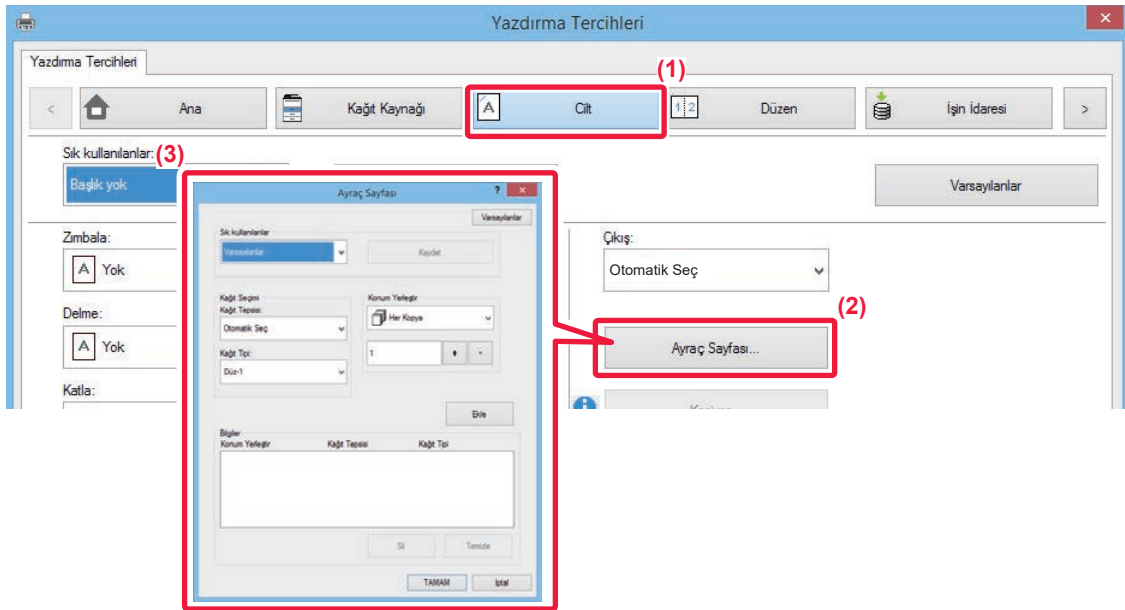 Yazdırma Tercihleri
Yazdırma Tercihleri
(1)
< Ana Kağıt Kaynağı A Cilt 1 2 Düzen İşin İdaresi >
Sık kullanılanlar:
(3)
Başlık yok
Varsayılanlar
Zımbala:
A Yok
Delme:
A Yok
Katla:
Ayraç Sayfası ?
Varsayılanlar
Sık kullanılanlar
Varsayılanlar
Kaydet
Kağıt Seçimi
Kağıt Tepsisi:
Otomatik Seç
Kağıt Tipi:
Düz-1
Konum Yerleştir
Her Kopya
1
Ekle
Bilgiler
Konum Yerleştir Kağıt Tepsisi Kağıt Tipi
Sil Temizle
TAMAM İptal
Çıkış:
Otomatik Seç
(2)
Ayraç Sayfası...